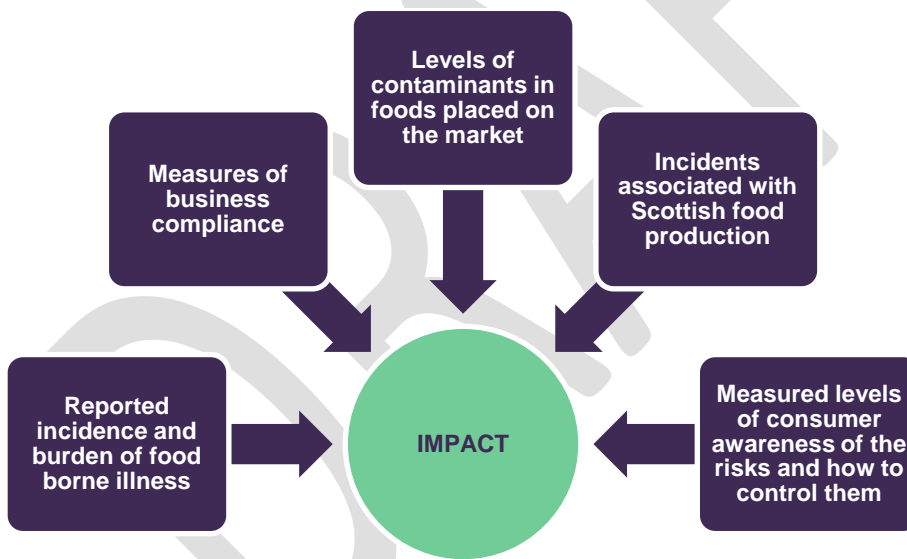 Levels of
contaminants in
foods placed on
the market
Measures of
business
compliance
Incidents
associated with
Scottish food
production
Reported
incidence and
burden of food
borne illness
IMPACT
Measured levels
of consumer
awareness of the
risks and how to
control them